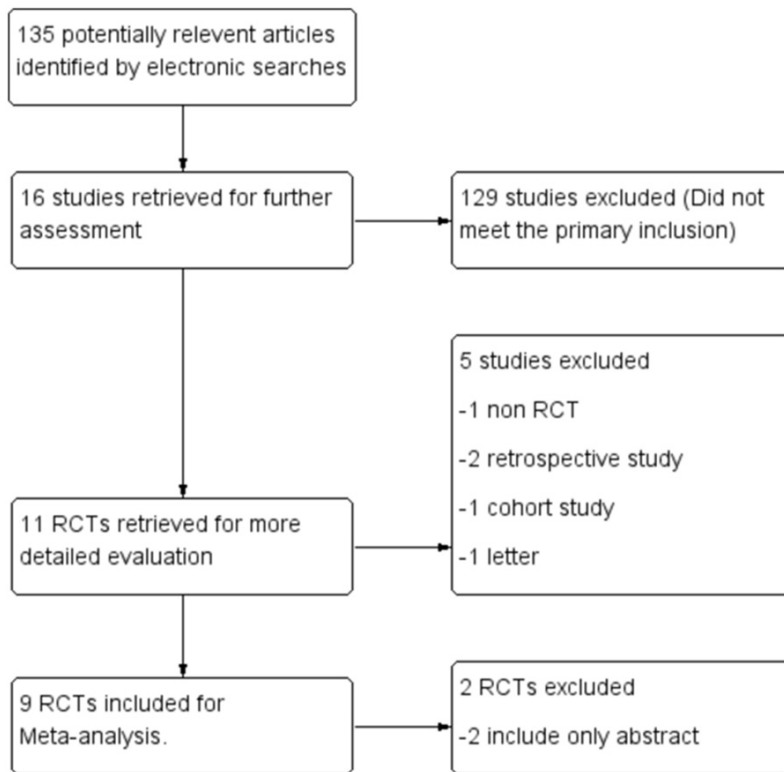 135 potentially relevent articles
identified by electronic searches
16 studies retrieved for further
assessment
129 studies excluded (Did not
meet the primary inclusion)
5 studies excluded
-1 non RCT
-2 retrospective study
-1 cohort study
-1 letter
11 RCTs retrieved for more
detailed evaluation
9 RCTs included for
Meta-analysis.
2 RCTs excluded
-2 include only abstract